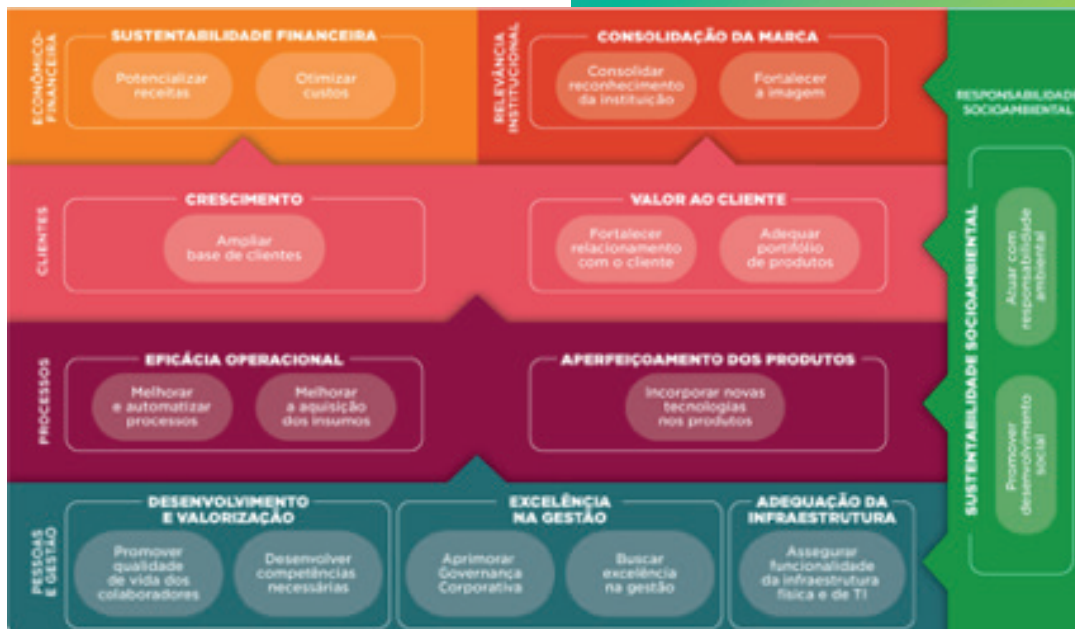 ECONÔMICO-
FINANCEIRA
SUSTENTABILIDADE FINANCEIRA
Potencializar
receitas
Otimizar
custos
RELEVÂNCIA
INSTITUCIONAL
CONSOLIDAÇÃO DA MARCA
Consolidar
reconhecimento
da instituição
Fortalecer
a imagem
CLIENTES
CRESCIMENTO
Ampliar
base de clientes
VALOR AO CLIENTE
Fortalecer
relacionamento
com o cliente
Adequar
portifólio
de produtos
PROCESSOS
EFICÁCIA OPERACIONAL
Melhorar
e automatizar
processos
Melhorar
a aquisição
dos insumos
APERFEIÇOAMENTO DOS PRODUTOS
Incorporar novas
tecnologias
nos produtos
PESSOAS
E GESTÃO
DESENVOLVIMENTO
E VALORIZAÇÃO
Promover
qualidade
de vida dos
colaboradores
Desenvolver
competências
necessárias
EXCELÊNCIA
NA GESTÃO
Aprimorar
Governança
Corporativa
Buscar
excelência
na gestão
ADEQUAÇÃO DA
INFRAESTRUTURA
Assegurar
funcionalidade
da infraestrutura
física e de TI
RESPONSABILIDADE
SOCIOAMBIENTAL
SUSTENTABILIDADE SOCIOAMBIENTAL
Atuar com
responsabilidade
ambiental
Promover
desenvolvimento
social